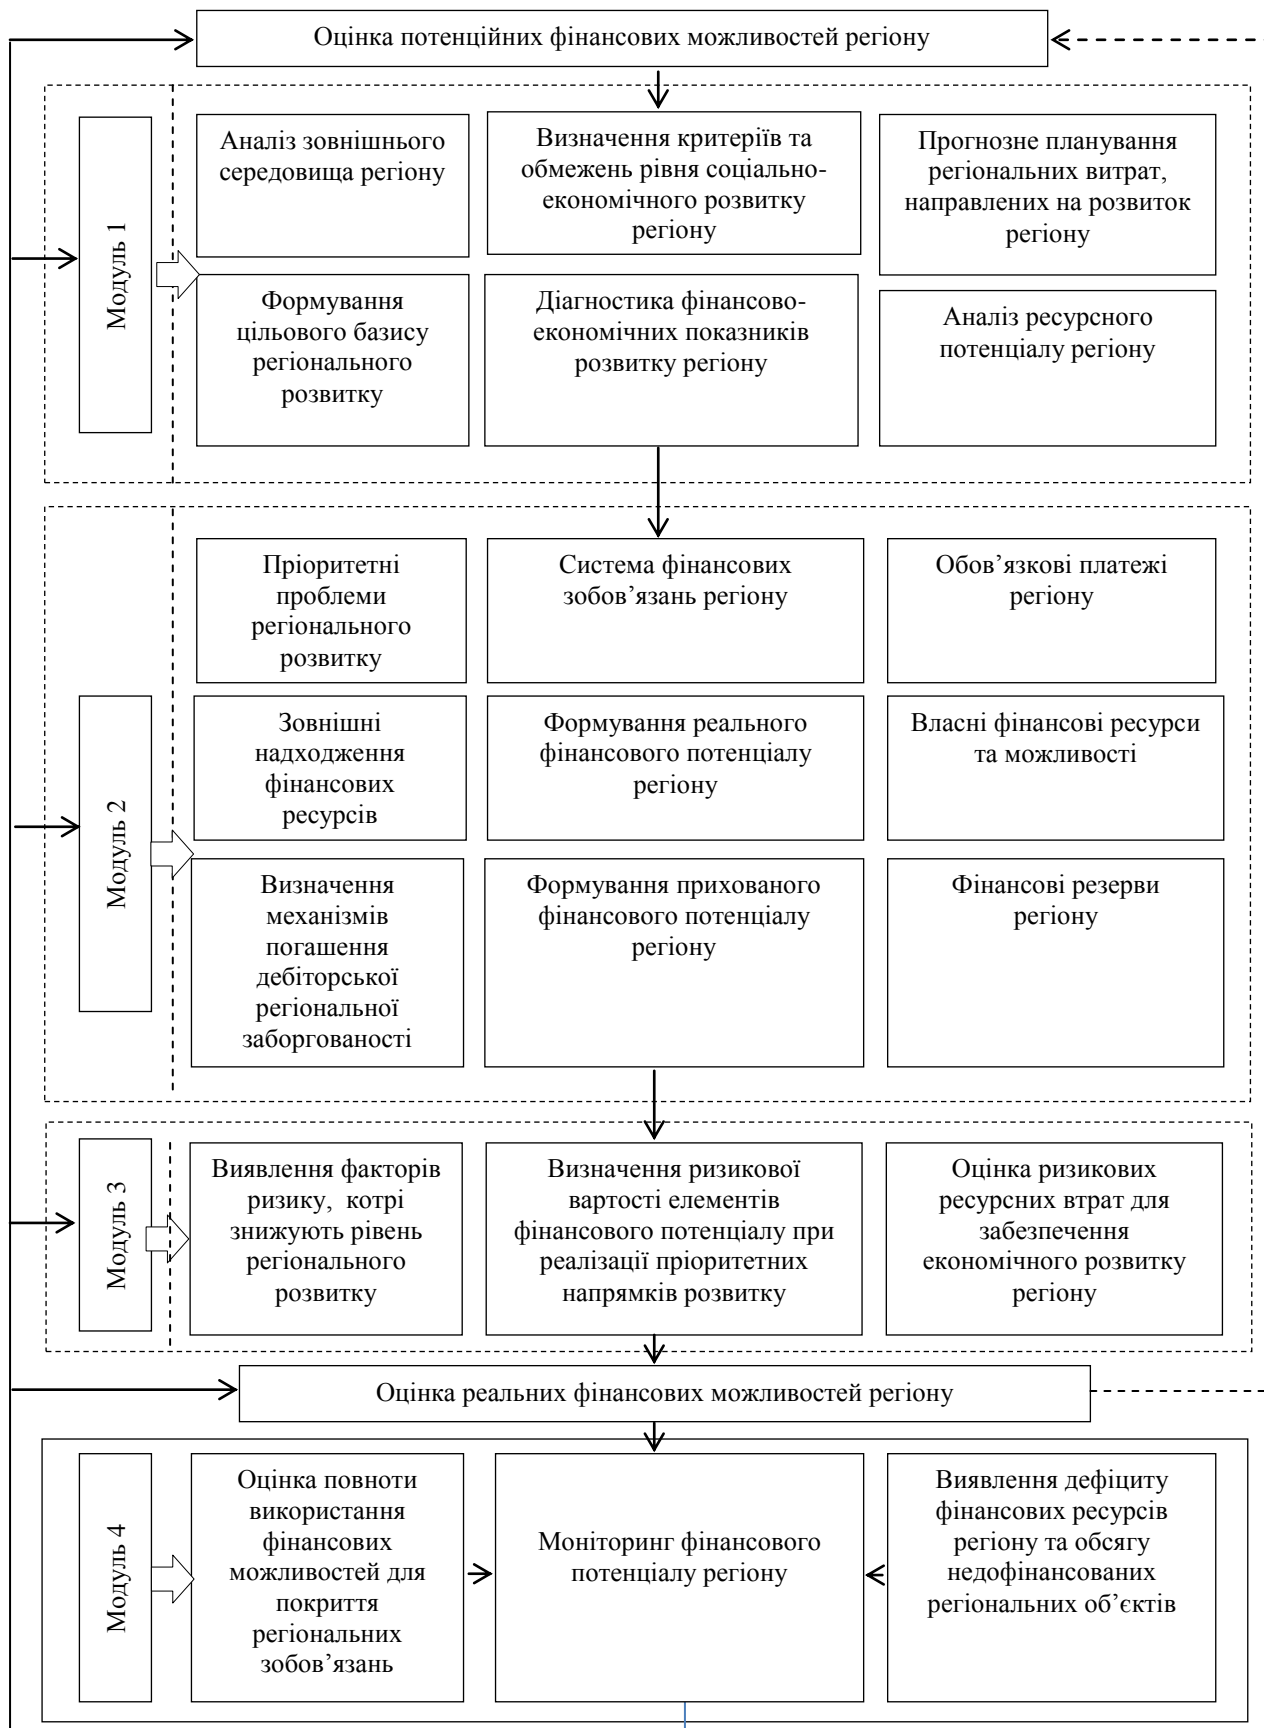 Оцінка потенційних фінансових можливостей регіону
Модуль 1
Аналіз зовнішнього
середовища регіону
Визначення критеріїв та
обмежень рівня соціально-
економічного розвитку
регіону
Прогнозне планування
регіональних витрат,
направлених на розвиток
регіону
Формування
цільового базису
регіонального
розвитку
Діагностика фінансово-
економічних показників
розвитку регіону
Аналіз ресурсного
потенціалу регіону
Модуль 2
Пріоритетні
проблеми
регіонального
розвитку
Система фінансових
зобов’язань регіону
Обов’язкові платежі
регіону
Зовнішні
надходження
фінансових
ресурсів
Формування реального
фінансового потенціалу
регіону
Власні фінансові ресурси
та можливості
Визначення
механізмів
погашення
дебіторської
регіональної
заборгованості
Формування прихованого
фінансового потенціалу
регіону
Фінансові резерви
регіону
Модуль 3
Виявлення факторів
ризику, котрі
знижують рівень
регіонального
розвитку
Визначення ризикової
вартості елементів
фінансового потенціалу при
реалізації пріоритетних
напрямків розвитку
Оцінка ризикових
ресурсних втрат для
забезпечення
економічного розвитку
регіону
Оцінка реальних фінансових можливостей регіону
Модуль 4
Оцінка повноти
використання
фінансових
можливостей для
покриття
регіональних
зобов’язань
Моніторинг фінансового
потенціалу регіону
Виявлення дефіциту
фінансових ресурсів
регіону та обсягу
недофінансованих
регіональних об’єктів